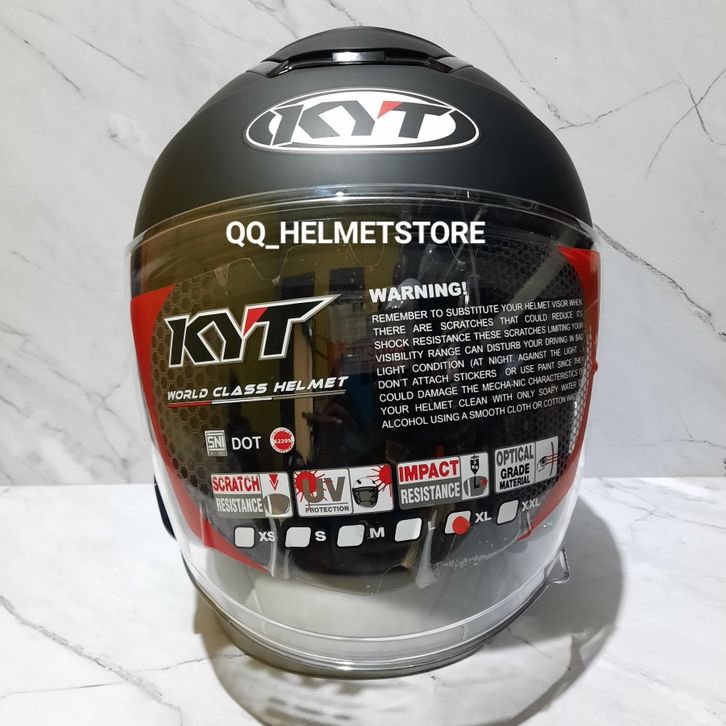 KYT
QQ_HELMETSTORE
KYT
WORLD CLASS HELMET
WARNING!
REMEMBER TO SUBSTITUTE YOUR HELMET VISOR WHEN
THERE ARE SCRATCHES THAT COULD REDUCE ITS
SHOCK RESISTANCE THESE SCRATCHES LIMITING YOUR
VISIBILITY RANGE CAN DISTURB YOUR DRIVING IN BAD
LIGHT CONDITION (AT NIGHT. AGAINST THE LIGHT
DON'T ATTACH STICKERS OR USE PAINT SINCE THE
COULD DAMAGE THE MECHA-NIC CHARACTERISTICS O
YOUR HELMET CLEAN WITH ONLY SOAPY WATER
ALCOHOL USING A SMOOTH CLOTH OR COTTON
SNI DOT
SCRATCH
RESISTANCE
UV
PROTECTION
IMPACT
RESISTANCE
OPTICAL
GRADE
MATERIAL
XS S M L XL XXL